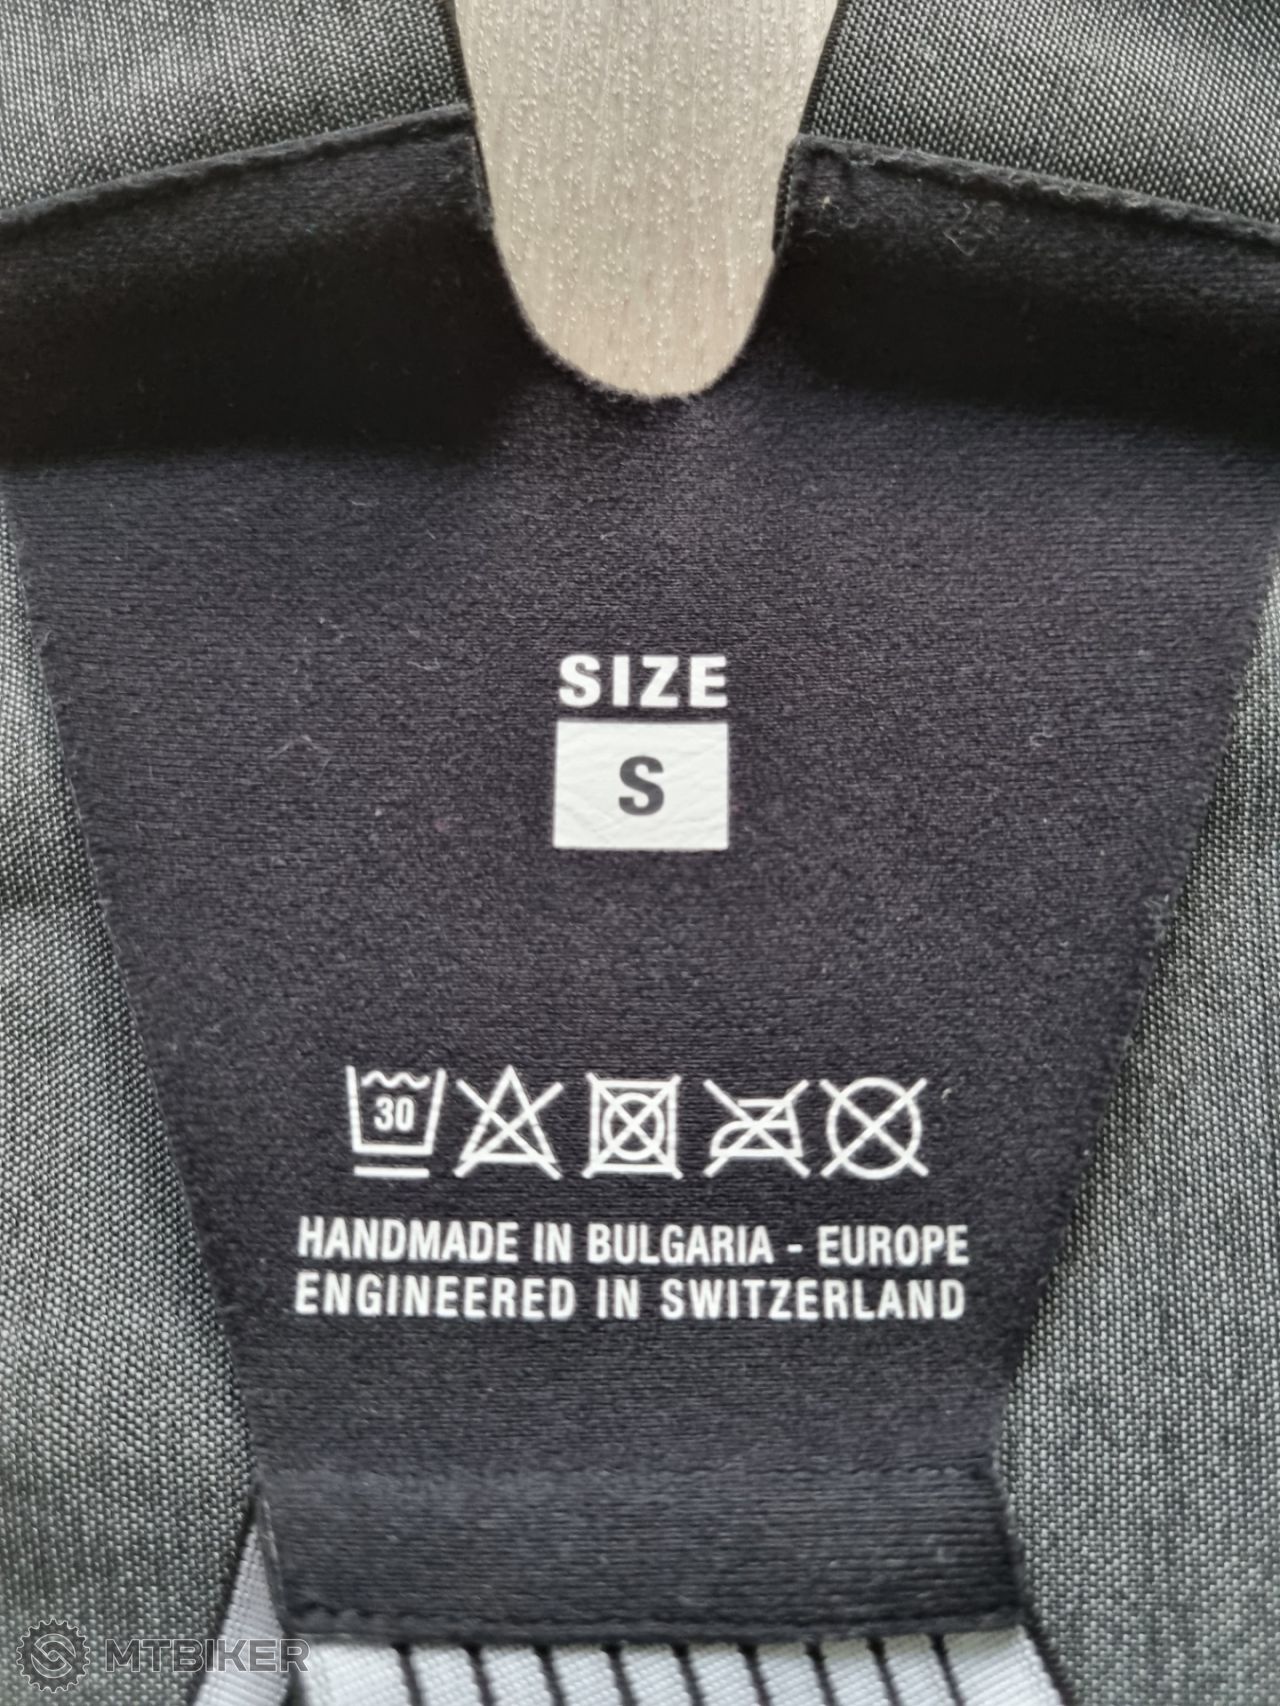 SIZE
S
30
HANDMADE IN BULGARIA - EUROPE
ENGINEERED IN SWITZERLAND
MTBIKER